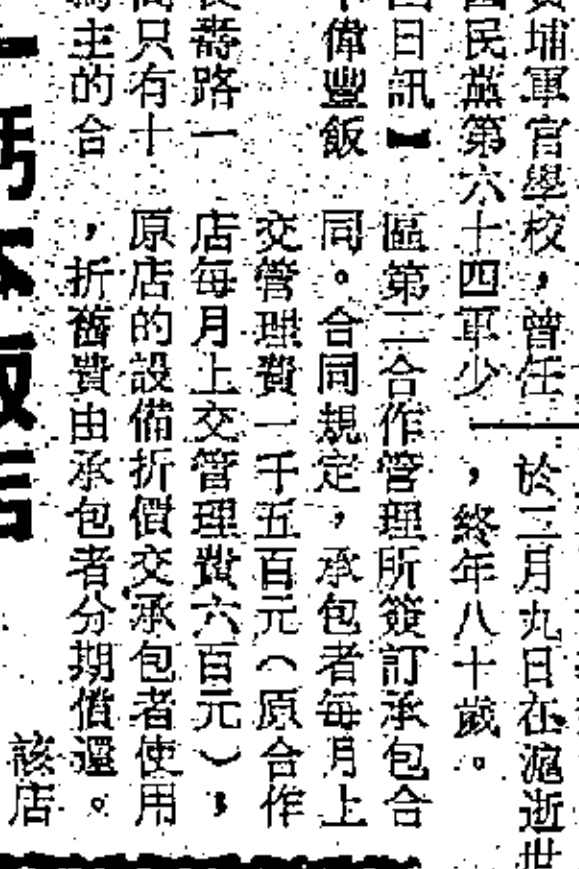 埔軍官學校，曾任
民黨第六十四軍少
於二月九日在滬逝世
，終年八十歲。
日訊】
偉豐飯
壽路一
只有十
主的合
區第二合作管理所簽訂承包合
同。合同規定，承包者每月上
交管理費一千五百元（原合作
店每月上交管理費六百元），
原店的設備折價交承包者使用
，折舊費由承包者分期償還。
該店